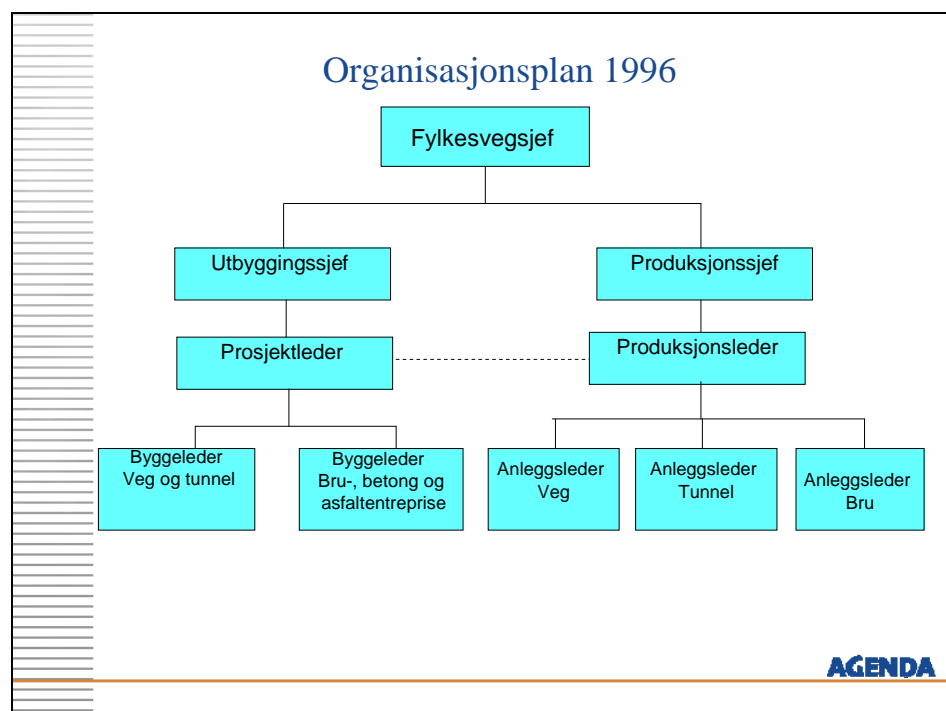 Organisasjonsplan 1996
Fylkesvegsjef
Utbyggingssjef
Produksjonssjef
Prosjektleder
Produksjonsleder
Byggeleder
Veg og tunnel
Byggeleder
Bru-, betong og
asfaltentreprise
Anleggsleder
Veg
Anleggsleder
Tunnel
Anleggsleder
Bru
AGENDA